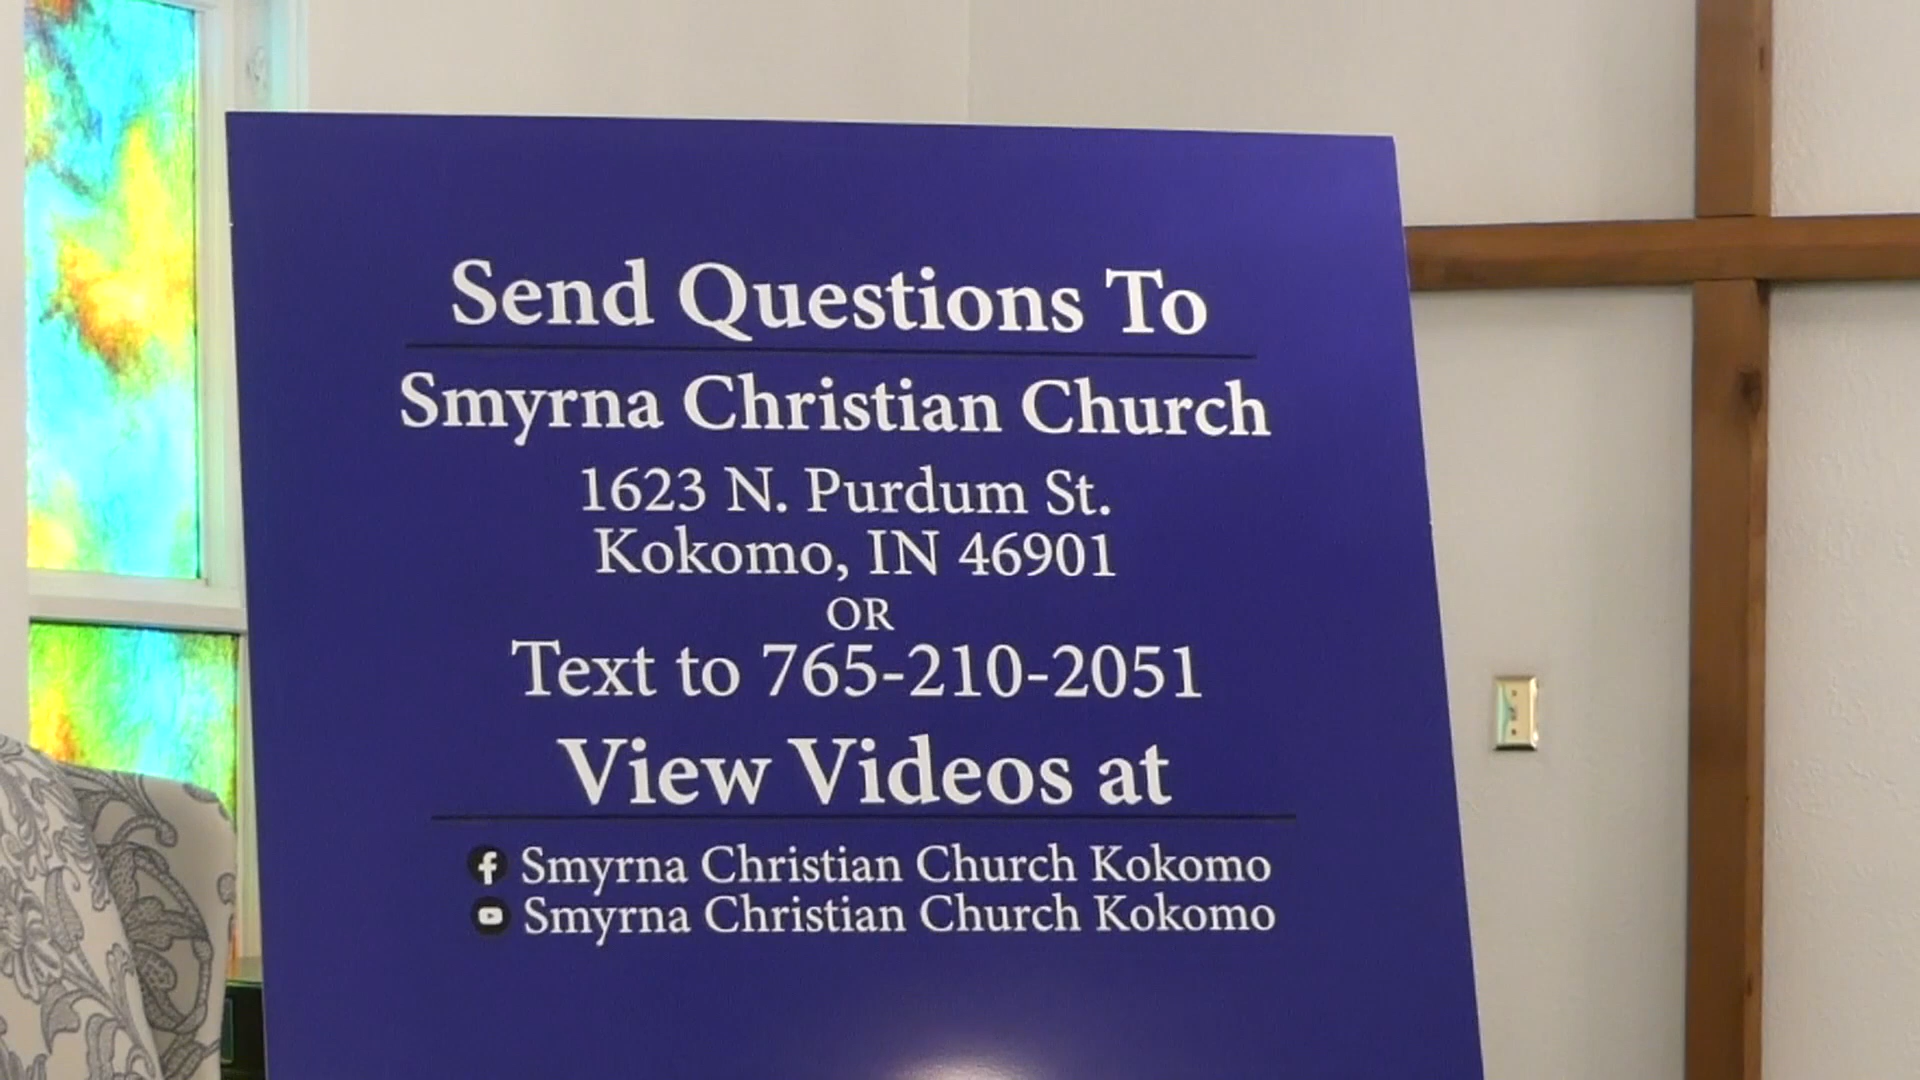 Send Questions To
Smyrna Christian Church
1623 N. Purdum St.
Kokomo, IN 46901
OR
Text to 765-210-2051
View Videos at
Smyrna Christian Church Kokomo
Smyrna Christian Church Kokomo